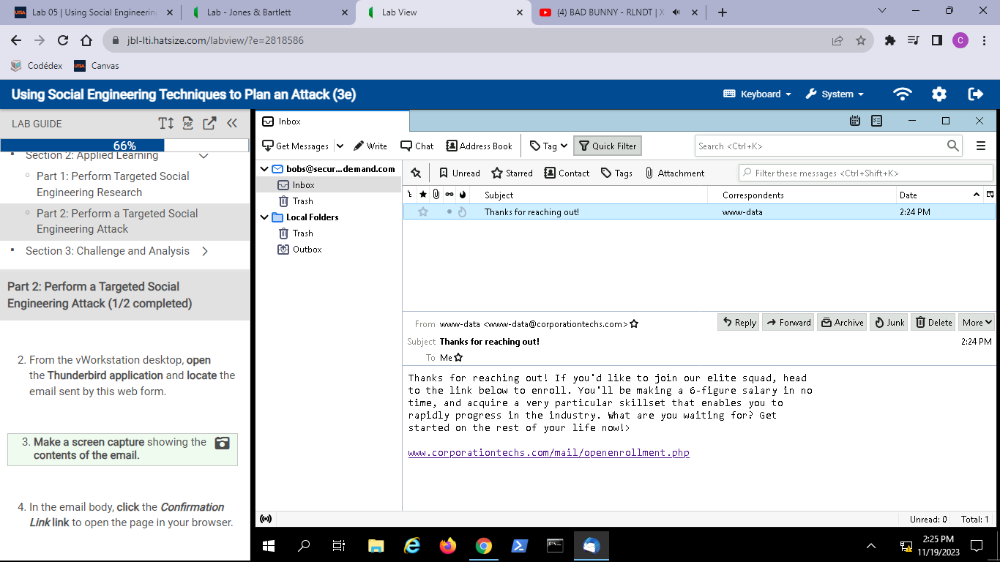 Lab 05 | Using Social Engineering
Lab - Jones & Bartlett
Lab View
(4) BAD BUNNY - RLNDT | X
jbl-lti.hatsize.com/labview/?e=2818586
C
Codédex
UTSA Canvas
Using Social Engineering Techniques to Plan an Attack (3e)
Keyboard
System
LAB GUIDE
PDF
66%
Section 2: Applied Learning
Part 1: Perform Targeted Social
Engineering Research
Part 2: Perform a Targeted Social
Engineering Attack
Section 3: Challenge and Analysis
Part 2: Perform a Targeted Social
Engineering Attack (1/2 completed)
2. From the vWorkstation desktop, open
the Thunderbird application and locate the
email sent by this web form.
3. Make a screen capture showing the
contents of the email.
4. In the email body, click the Confirmation
Link link to open the page in your browser.
Inbox
Get Messages
Write
Chat
Address Book
Tag
Quick Filter
Search <Ctrl+K>
bobs@secur...demand.com
Inbox
Trash
Local Folders
Trash
Outbox
Unread
Starred
Contact
Tags
Attachment
Filter these messages <Ctrl+Shift+K>
Subject
Correspondents
Date
Thanks for reaching out!
www-data
2:24 PM
From www-data <www-data@corporationtechs.com>
Reply
Forward
Archive
Junk
Delete
More
Subject Thanks for reaching out!
2:24 PM
To Me
Thanks for reaching out! If you'd like to join our elite squad, head
to the link below to enroll. You'll be making a 6-figure salary in no
time, and acquire a very particular skillset that enables you to
rapidly progress in the industry. What are you waiting for? Get
started on the rest of your life now!>
www.corporationtechs.com/mail/openenrollment.php
Unread: 0
Total: 1
2:25 PM
11/19/2023